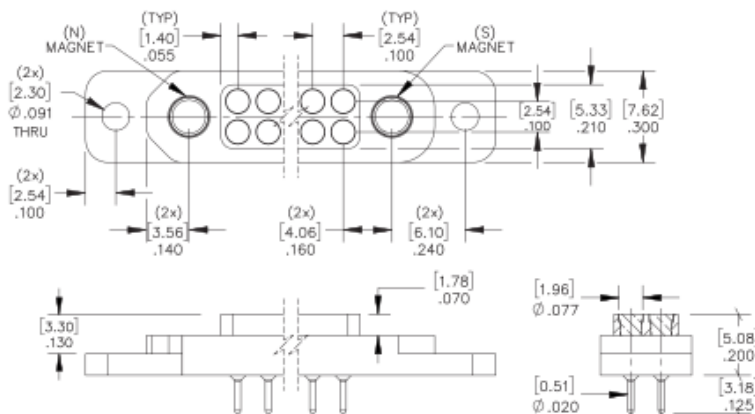 (N)
MAGNET
(TYP)
[1.40]
.055
(TYP)
[2.54]
.100
(S)
MAGNET
(2x)
[2.30]
Ø.091
THRU
[2.54]
.100
[5.33]
.210
[7.62]
.300
(2x)
[2.54]
.100
(2x)
[3.56]
.140
(2x)
[4.06]
.160
(2x)
[6.10]
.240
[1.78]
.070
[3.30]
.130
[1.96]
Ø.077
[5.08]
.200
[0.51]
Ø.020
[3.18]
.125